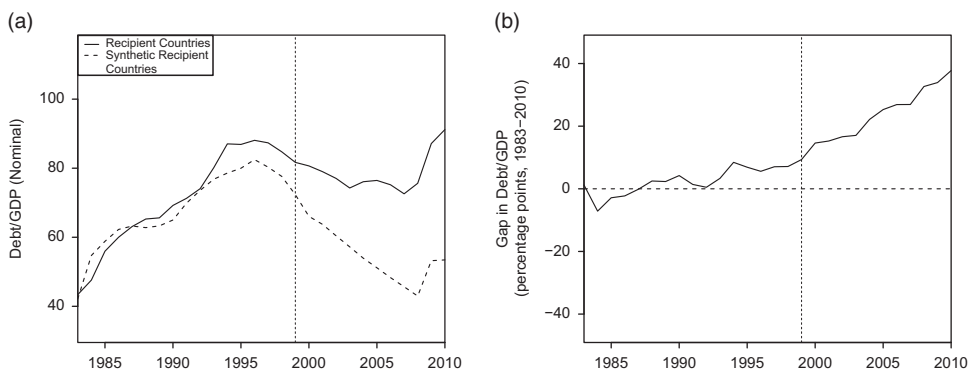 (a)
Recipient Countries
Synthetic Recipient
Countries
Debt/GDP (Nominal)
100
80
60
40
1985 1990 1995 2000 2005 2010
(b)
Gap in Debt/GDP
(percentage points, 1983−2010)
40
20
0
−20
−40
1985 1990 1995 2000 2005 2010